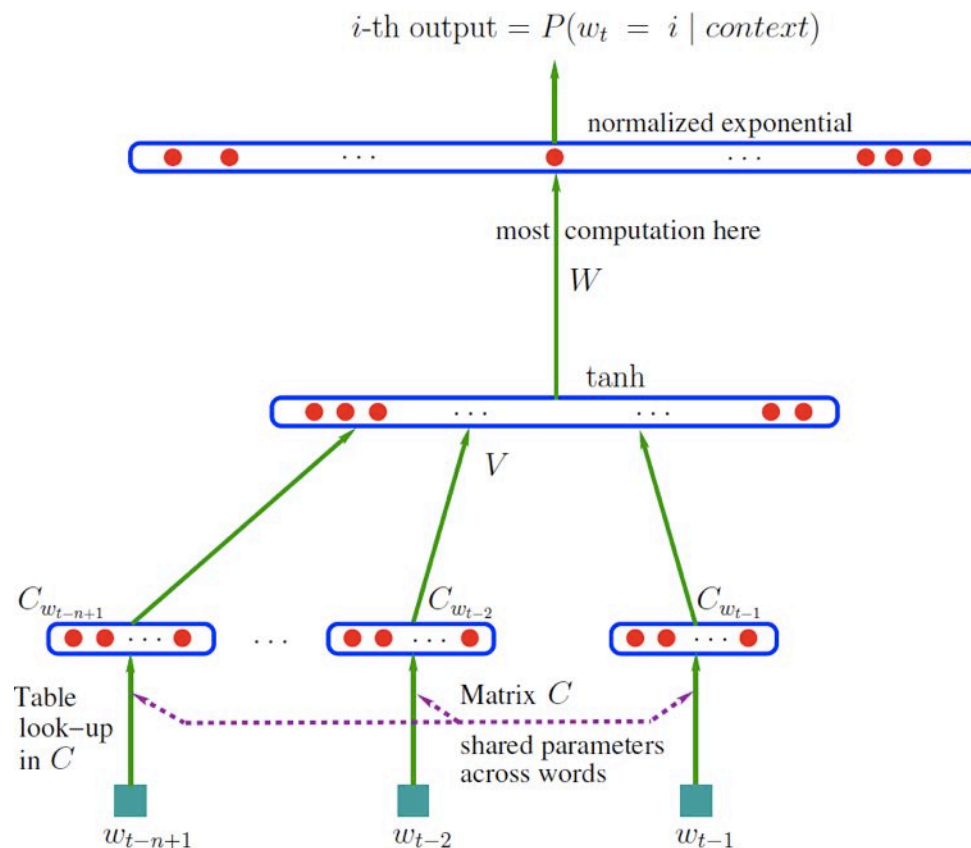 i-th output = P(w_t = i | context)
normalized exponential
. . .
. . .
most computation here
W
tanh
. . .
. . .
V
C_{w_{t−n+1}}
C_{w_{t−2}}
C_{w_{t−1}}
. . .
. . .
. . .
. . .
Table
look−up
in C
Matrix C
shared parameters
across words
w_{t−n+1}
w_{t−2}
w_{t−1}